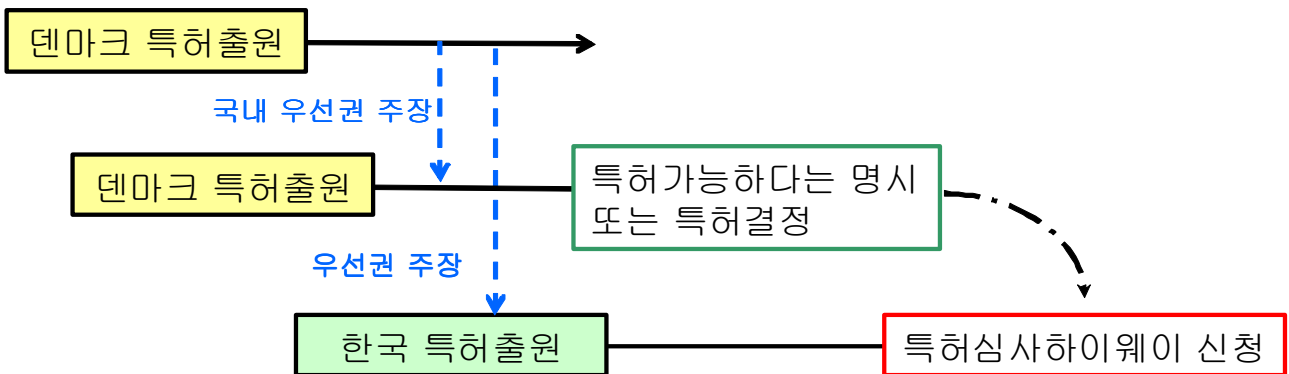 덴마크 특허출원
국내 우선권 주장
덴마크 특허출원
특허가능하다는 명시
또는 특허결정
우선권 주장
한국 특허출원
특허심사하이웨이 신청